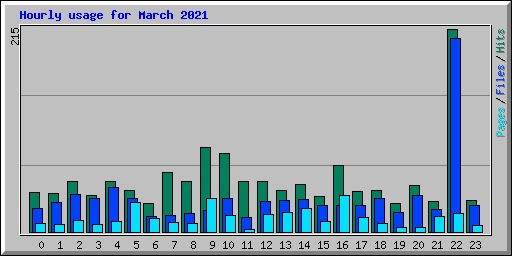 Hourly usage for March 2021
215
Pages / Files / Hits
0 1 2 3 4 5 6 7 8 9 10 11 12 13 14 15 16 17 18 19 20 21 22 23